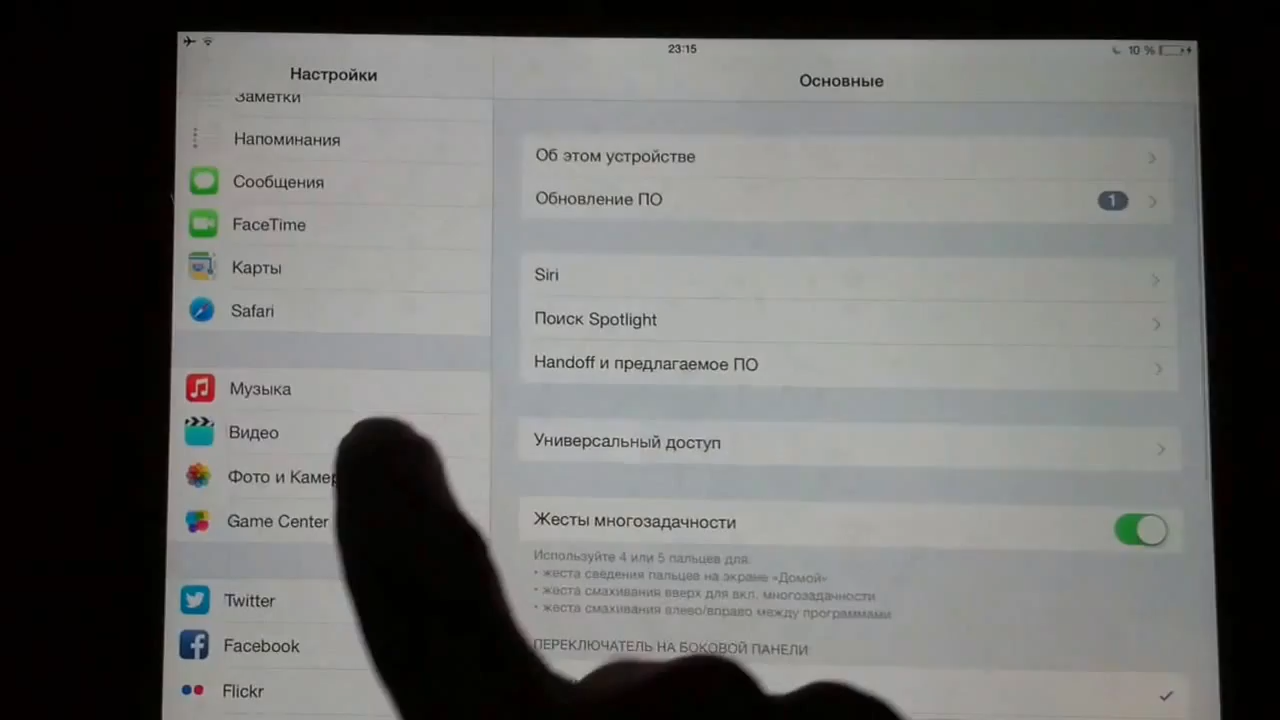 23:15
10 %
Настройки
Заметки
Напоминания
Сообщения
FaceTime
Карты
Safari
Музыка
Видео
Фото и Камер
Game Center
Twitter
Facebook
Flickr
Основные
Об этом устройстве
Обновление ПО
1
Siri
Поиск Spotlight
Handoff и предлагаемое ПО
Универсальный доступ
Жесты многозадачности
Используйте 4 или 5 пальцев для:
• жеста сведения пальцев на экране «Домой»
• жеста смахивания вверх для вкл. многозадачности
• жеста смахивания влево/вправо между программами
ПЕРЕКЛЮЧАТЕЛЬ НА БОКОВОЙ ПАНЕЛИ